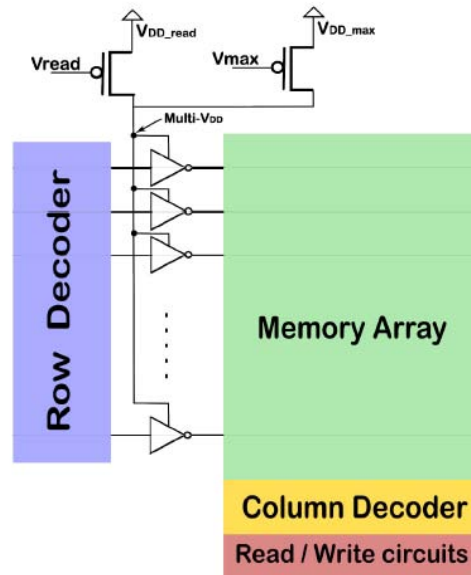 VDD_read
VDD_max
Vread
Vmax
Multi-VDD
Row Decoder
Memory Array
Column Decoder
Read / Write circuits